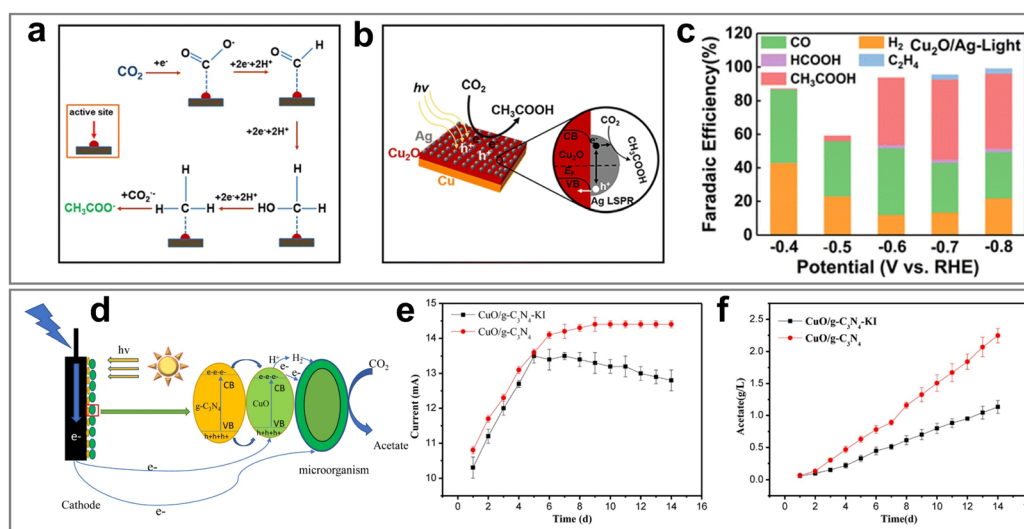 a
CO₂
+e⁻
O
O⁻
+2e⁻+2H⁺
O
H
active site
+2e⁻+2H⁺
H
CH₃COO⁻
+CO₂˙⁻
H
H
+2e⁻+2H⁺
HO
H
H
b
hν
CO₂
CH₃COOH
Ag
e⁻
e⁻
h⁺
h⁺
Cu₂O
Cu
CB
e⁻
CO₂
Cu₂O
CH₃COOH
VB
h⁺
Ag LSPR
c
CO
H₂
Cu₂O/Ag-Light
HCOOH
C₂H₄
CH₃COOH
Faradaic Efficiency(%)
100
80
60
40
20
0
-0.4
-0.5
-0.6
-0.7
-0.8
Potential (V vs. RHE)
d
hν
e-
Cathode
e-e-e-
CB
g-C₃N₄
VB
h+h+h+
e-e-e-
CB
CuO
VB
h+h+h+
H⁺
H₂
e-
e-
CO₂
Acetate
microorganism
e-
e-
e
CuO/g-C₃N₄-KI
CuO/g-C₃N₄
Current (mA)
15
14
13
12
11
10
0 2 4 6 8 10 12 14 16
Time (d)
f
CuO/g-C₃N₄-KI
CuO/g-C₃N₄
Acetate(g/L)
2.5
2.0
1.5
1.0
0.5
0.0
0 2 4 6 8 10 12 14 16
Time(d)